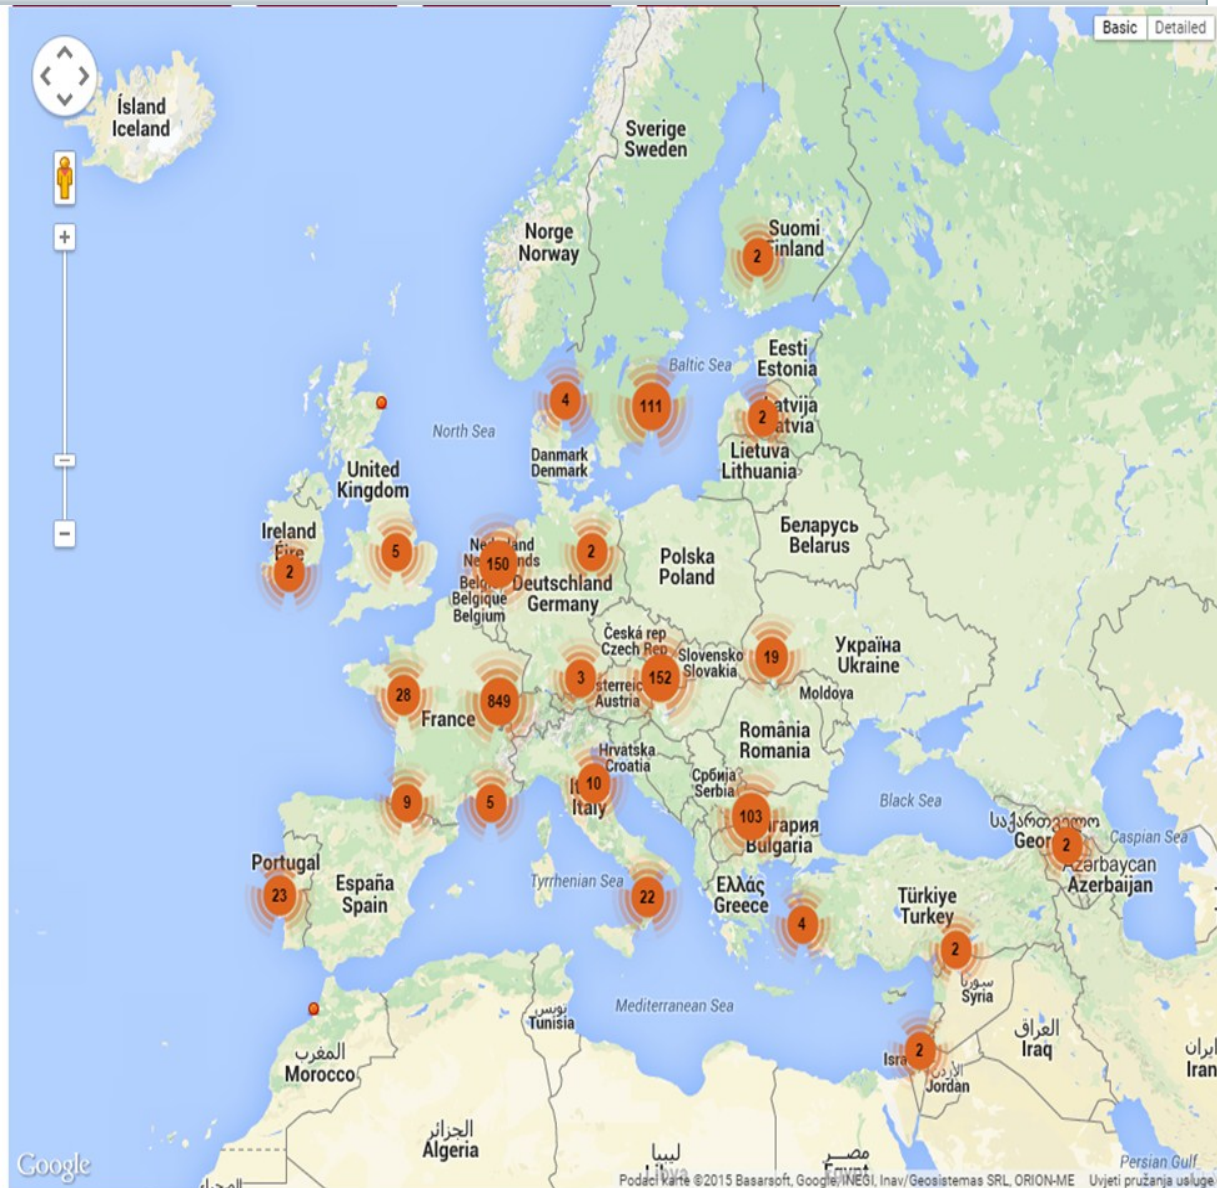 Basic Detailed
Ísland
Iceland
Sverige
Sweden
Norge
Norway
Suomi
2
Eesti
Estonia
Baltic Sea
4
111
2
North Sea
Danmark
Denmark
Lietuva
Lithuania
United
Kingdom
Ireland
2
5
150
2
Беларусь
Belarus
Polska
Poland
Deutschland
Germany
Belgique
Belgium
Česká rep
Czech Rep
Slovensko
Slovakia
19
Україна
Ukraine
Moldova
3
152
Austria
28
849
France
România
Romania
Hrvatska
Croatia
Србија
Serbia
10
Italy
9
5
103
Bulgaria
Black Sea
საქართველო
2
Caspian Sea
Azərbaycan
Azerbaijan
Portugal
23
España
Spain
Tyrrhenian Sea
22
Ελλάς
Greece
4
Türkiye
Turkey
2
سوريا
Syria
Mediterranean Sea
تونس
Tunisia
العراق
Iraq
المغرب
Morocco
2
الأردن
Jordan
ایران
Iran
الجزائر
Algeria
ليبيا
مصر
Persian Gulf
Google
Podaci karte ©2015 Basarsoft, Google, INEGI, Inav/Geosistemas SRL, ORION-ME Uvjeti pružanja usluge